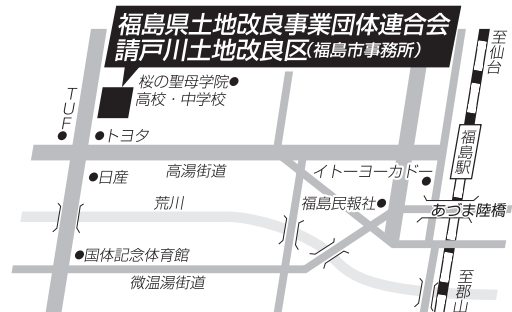 福島県土地改良事業団体連合会
請戸川土地改良区(福島市事務所)
至仙台
桜の聖母学院
高校・中学校
TUF
トヨタ
福島駅
日産
高湯街道
イトーヨーカドー
荒川
福島民報社
あづま陸橋
国体記念体育館
微温湯街道
至郡山